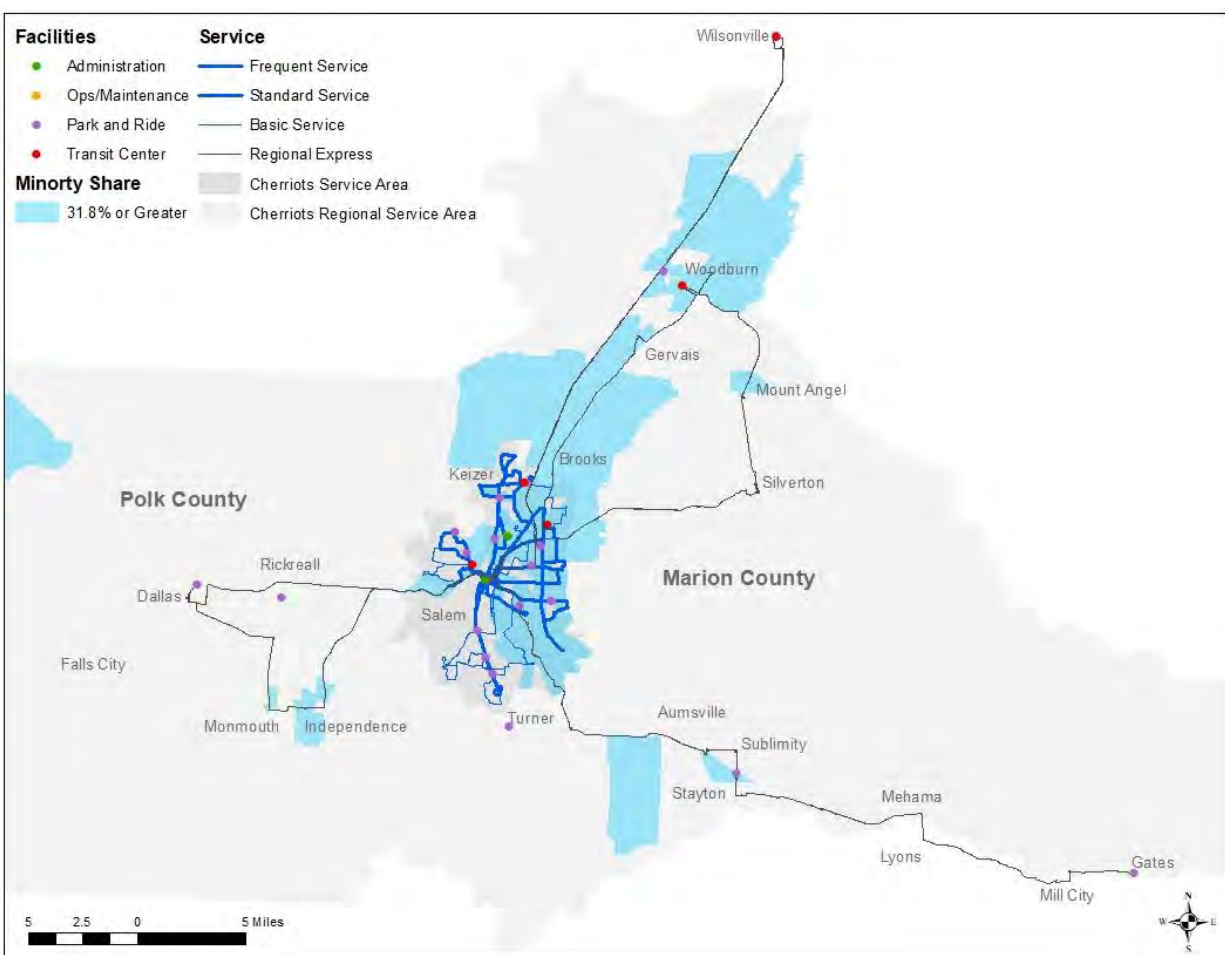 Facilities
Administration
Ops/Maintenance
Park and Ride
Transit Center
Minorty Share
31.8% or Greater
Service
Frequent Service
Standard Service
Basic Service
Regional Express
Cherriots Service Area
Cherriots Regional Service Area
Wilsonville
Woodburn
Gervais
Mount Angel
Brooks
Keizer
Silverton
Polk County
Rickreall
Marion County
Dallas
Salem
Falls City
Monmouth
Independence
Turner
Aumsville
Sublimity
Stayton
Mehama
Lyons
Gates
Mill City
5 2.5 0 5 Miles
N
W E
S